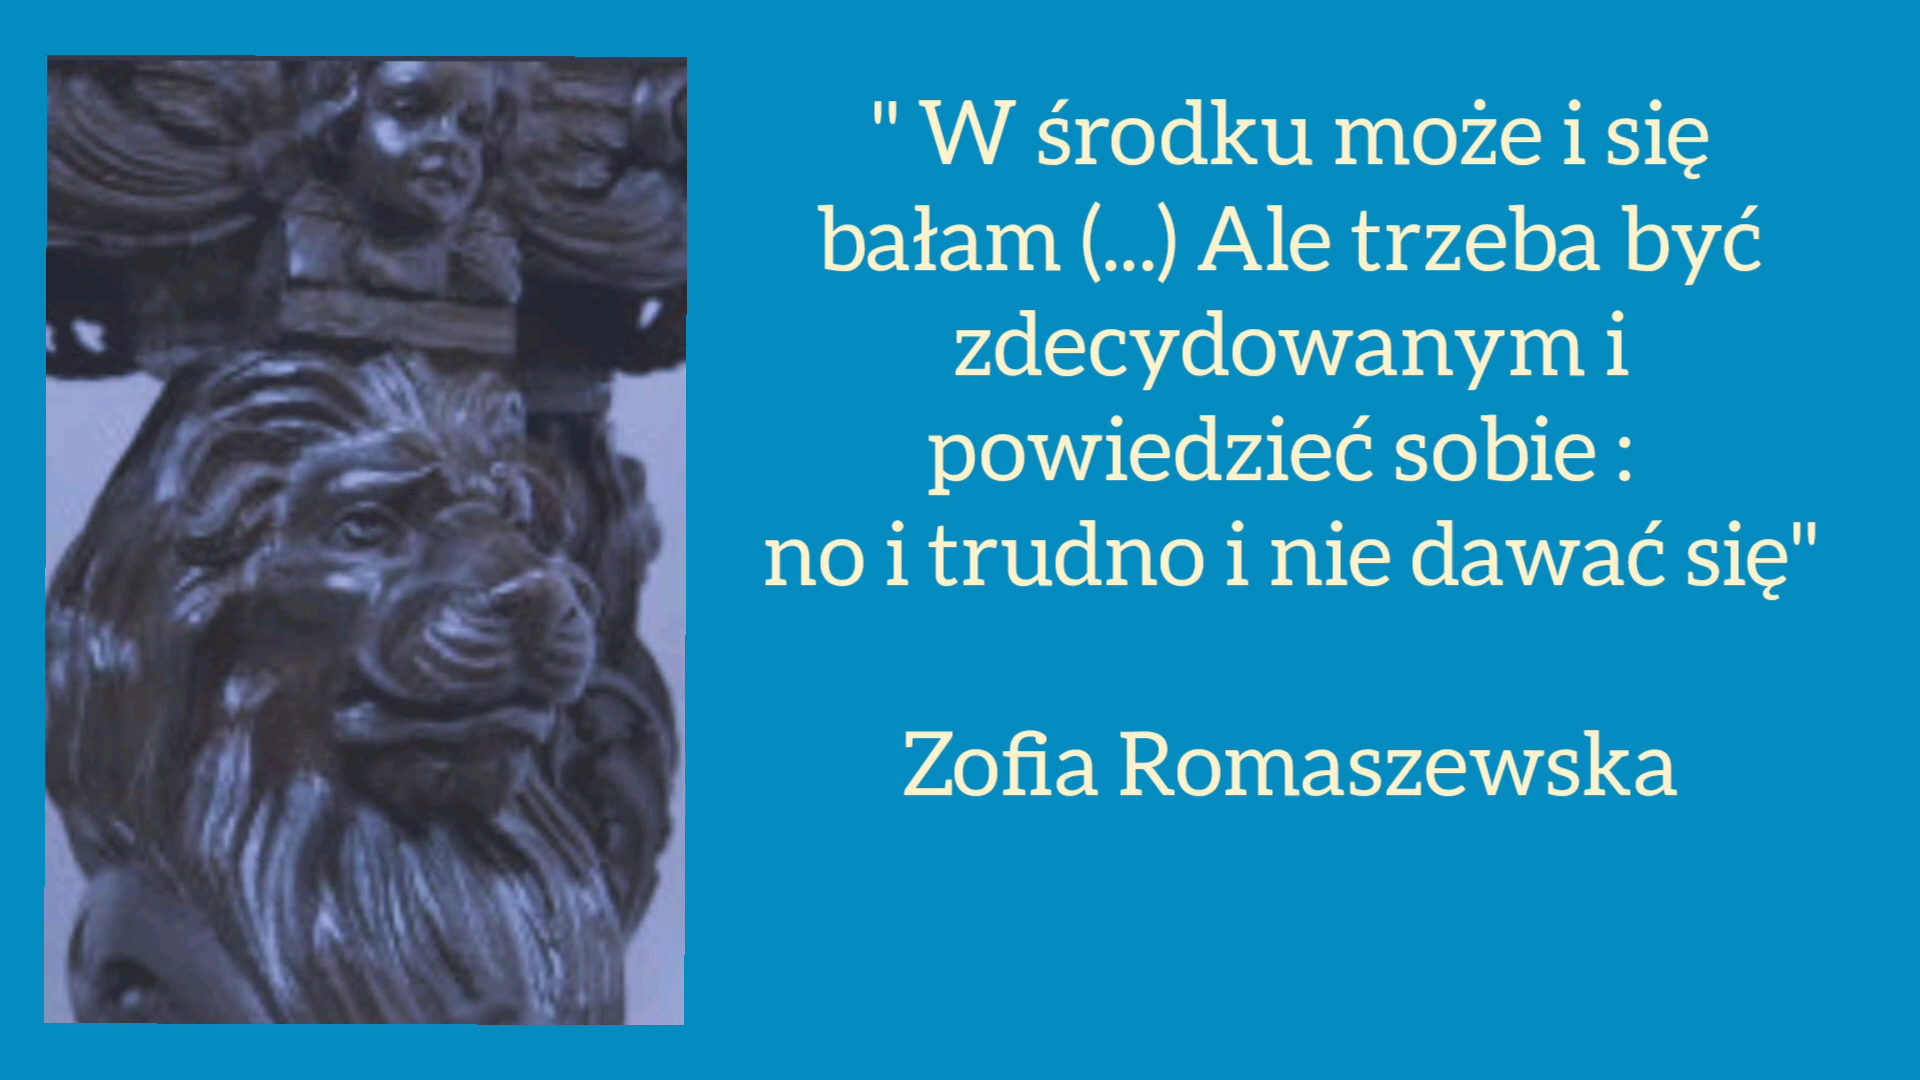 " W środku może i się
bałam (...) Ale trzeba być
zdecydowanym i
powiedzieć sobie :
no i trudno i nie dawać się"
Zofia Romaszewska